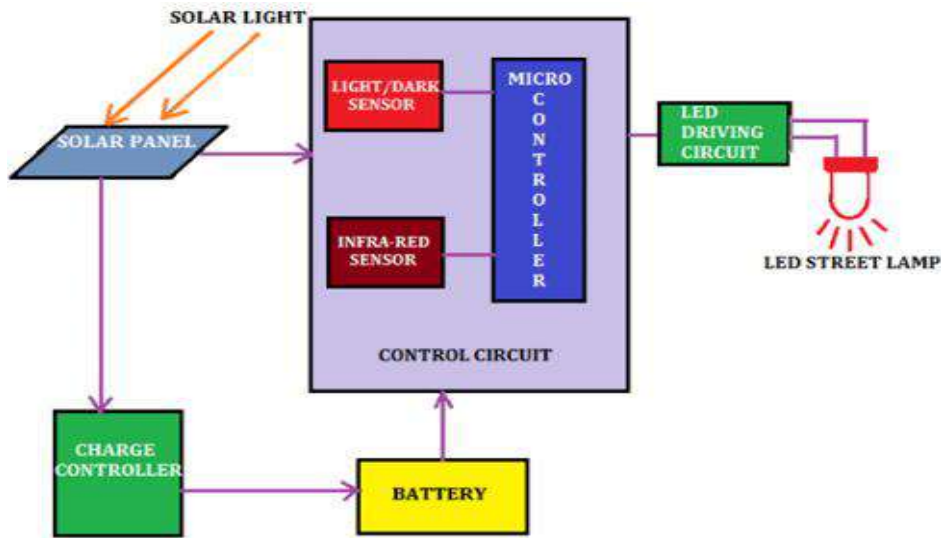 SOLAR LIGHT
SOLAR PANEL
LIGHT/DARK
SENSOR
MICRO
CONTROLLER
INFRA-RED
SENSOR
CONTROL CIRCUIT
LED
DRIVING
CIRCUIT
LED STREET LAMP
CHARGE
CONTROLLER
BATTERY